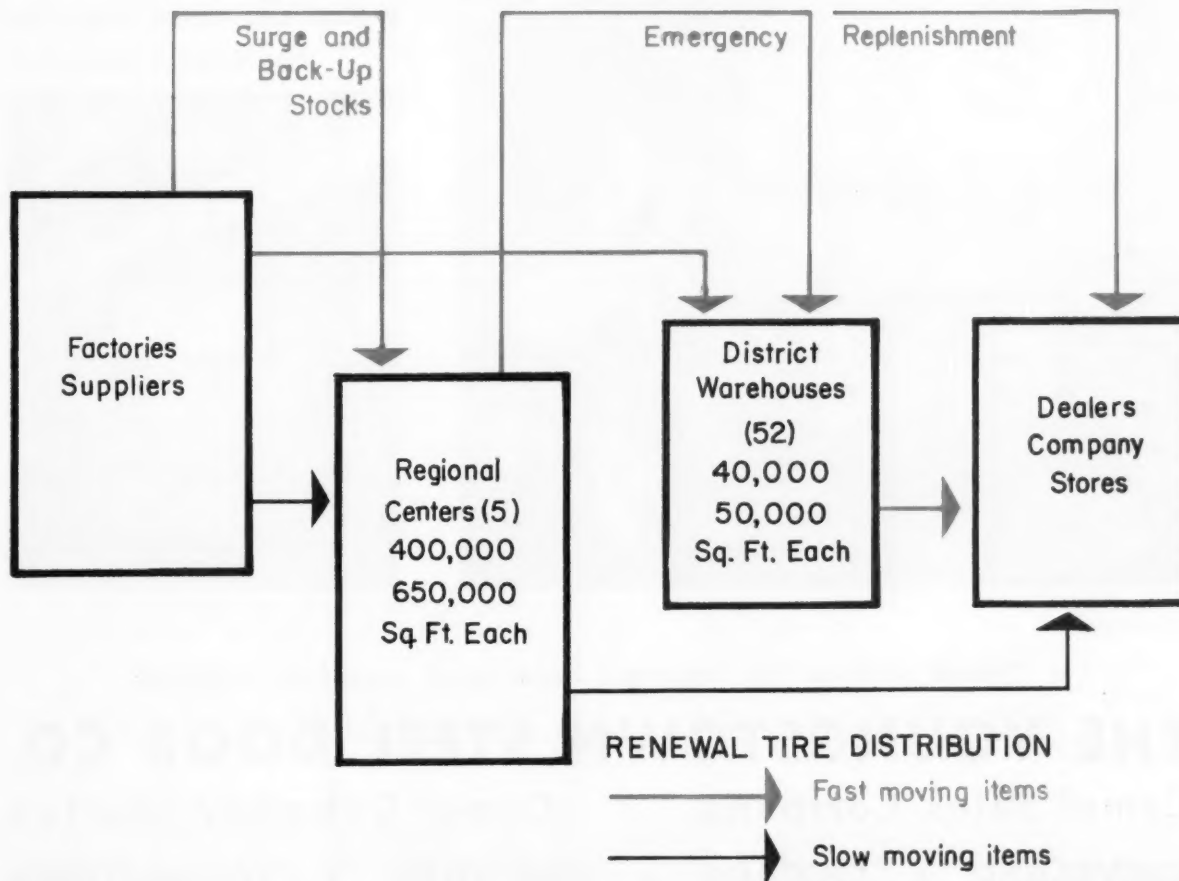 Surge and
Back-Up
Stocks
Emergency
Replenishment
Factories
Suppliers
Regional
Centers (5)
400,000
650,000
Sq Ft. Each
District
Warehouses
(52)
40,000
50,000
Sq. Ft. Each
Dealers
Company
Stores
RENEWAL TIRE DISTRIBUTION
Fast moving items
Slow moving items